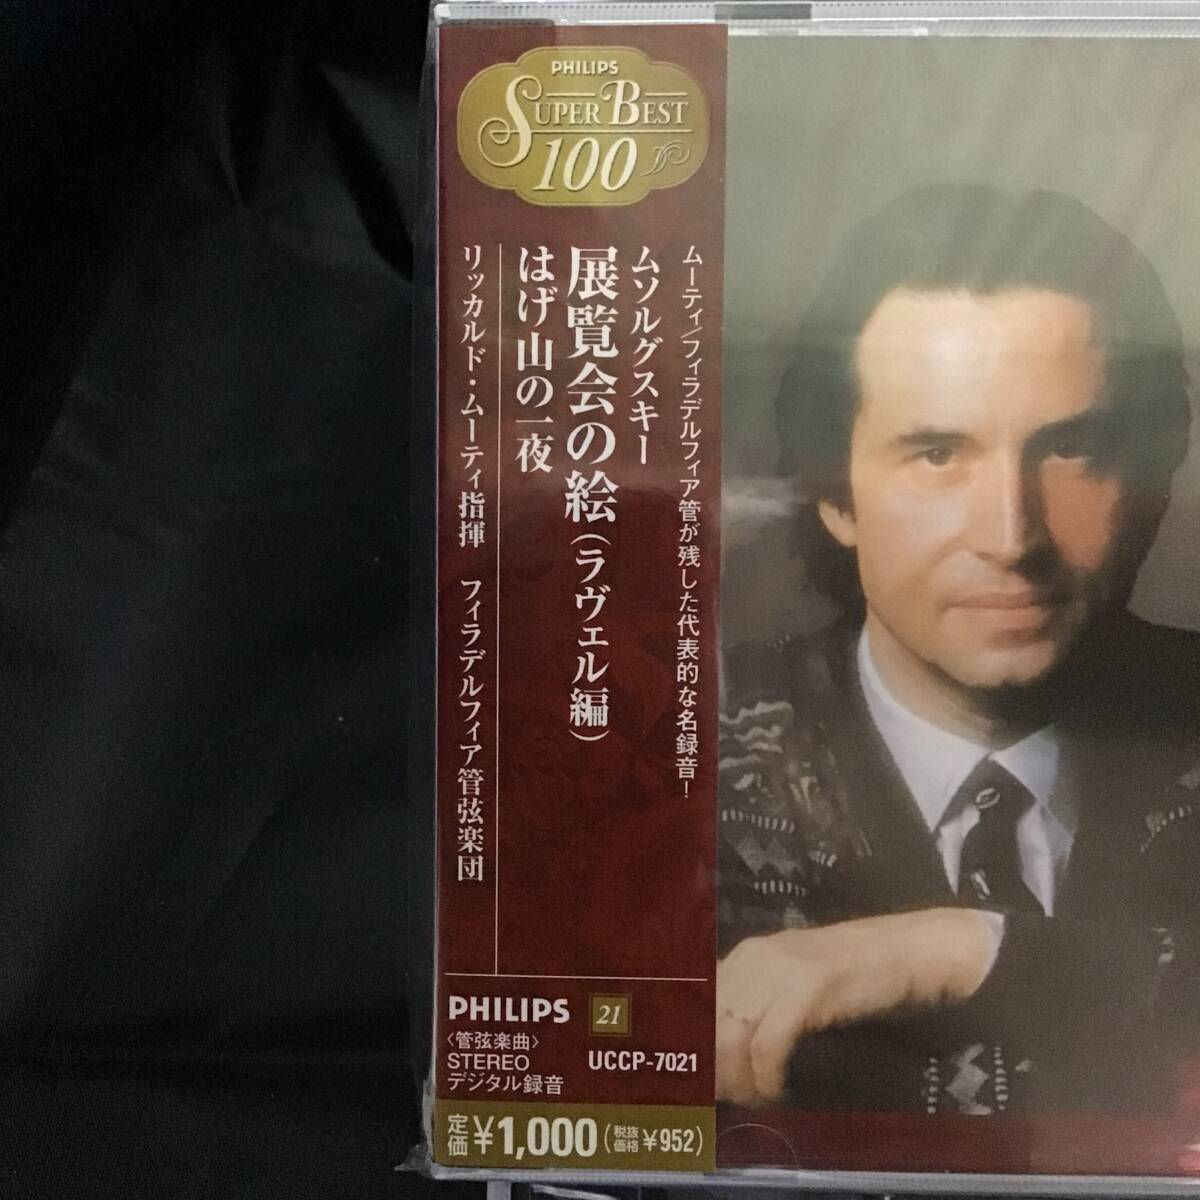 PHILIPS
SUPER BEST
100
ムーティ/フィラデルフィア管が残した代表的な名録音!
ムソルグスキー
展覧会の絵(ラヴェル編)
はげ山の一夜
リッカルド・ムーティ指揮 フィラデルフィア管弦楽団
PHILIPS 21
〈管弦楽曲〉
STEREO UCCP-7021
デジタル録音
定価¥1,000(税抜価格¥952)